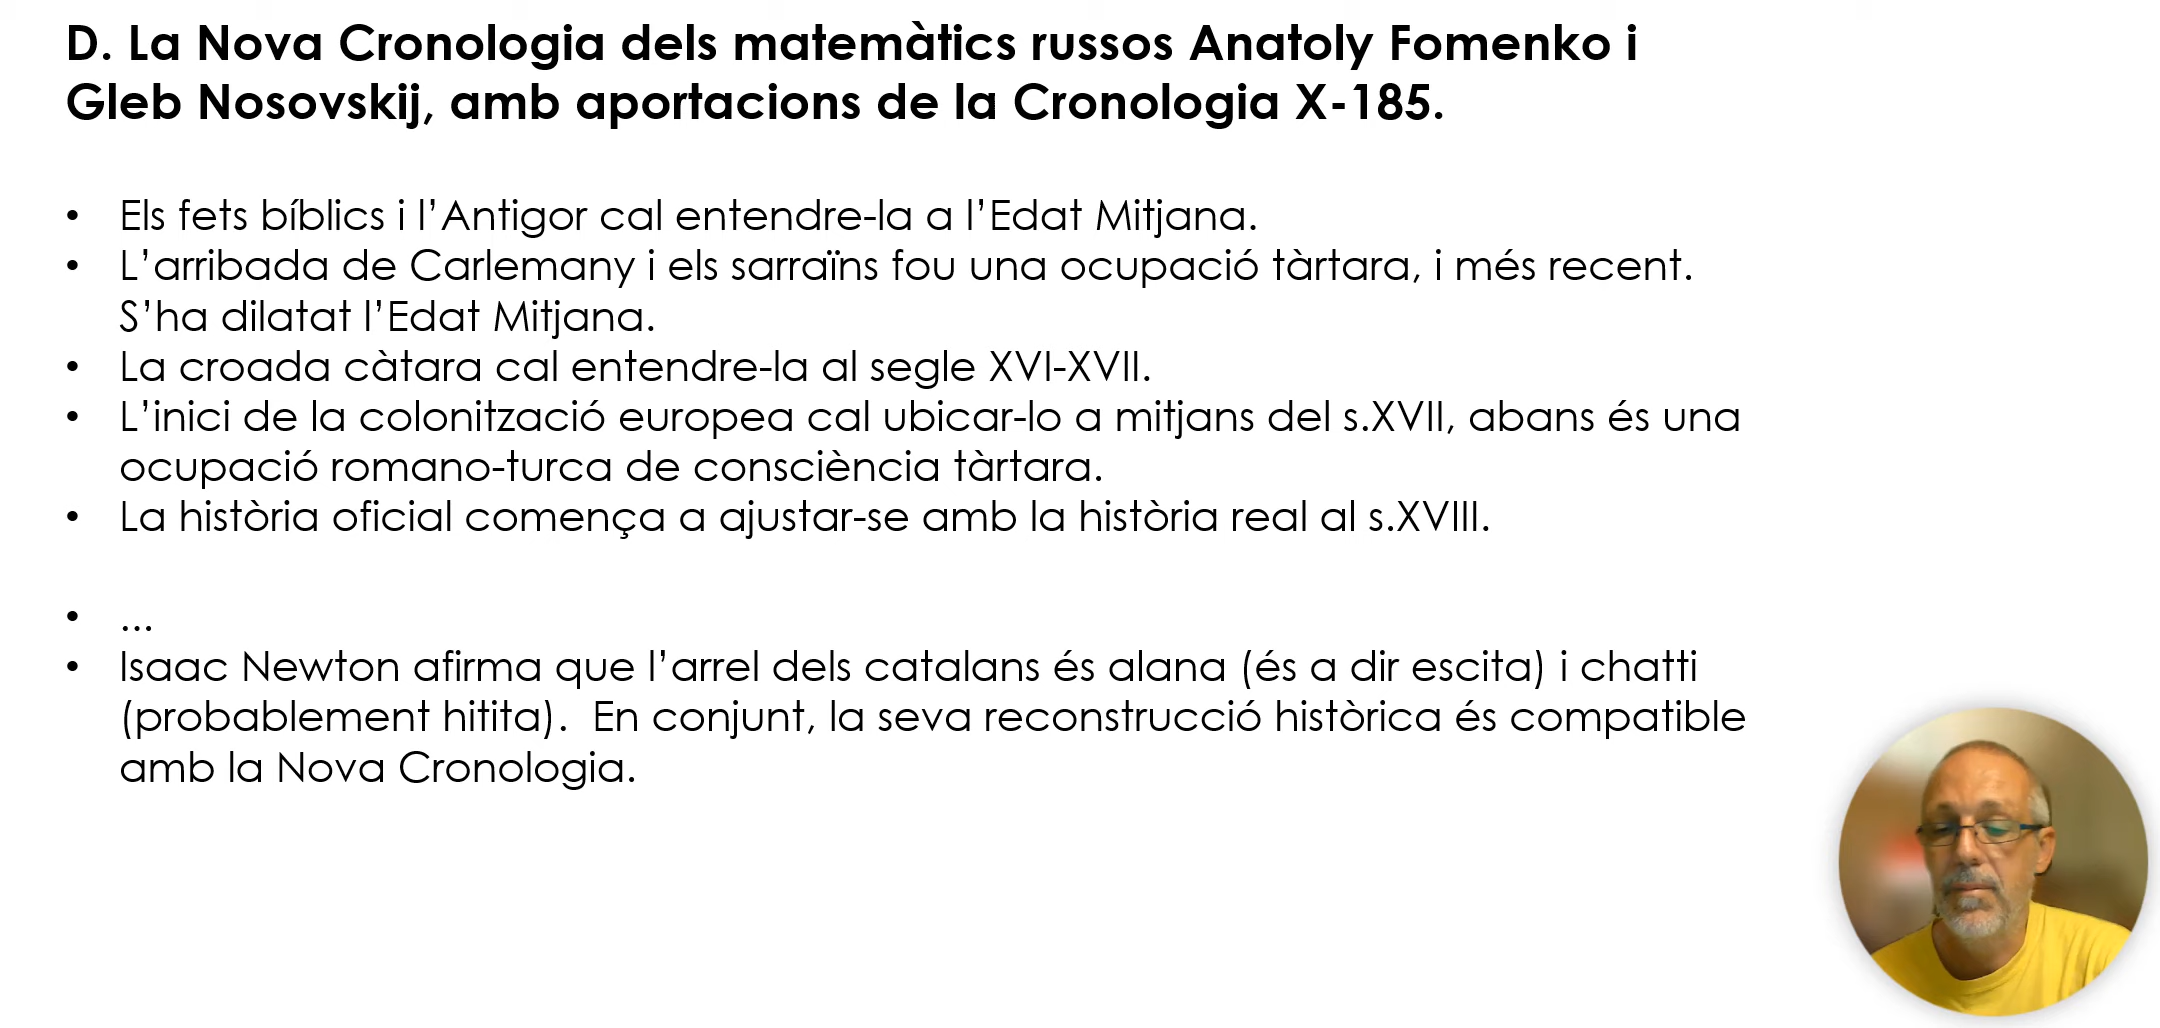 D. La Nova Cronologia dels matemàtics russos Anatoly Fomenko i
Gleb Nosovskij, amb aportacions de la Cronologia X-185.
• Els fets bíblics i l’Antigor cal entendre-la a l’Edat Mitjana.
• L’arribada de Carlemany i els sarraïns fou una ocupació tàrtara, i més recent.
S’ha dilatat l’Edat Mitjana.
• La croada càtara cal entendre-la al segle XVI-XVII.
• L’inici de la colonització europea cal ubicar-lo a mitjans del s.XVII, abans és una
ocupació romano-turca de consciència tàrtara.
• La història oficial comença a ajustar-se amb la història real al s.XVIII.
• ...
• Isaac Newton afirma que l’arrel dels catalans és alana (és a dir escita) i chatti
(probablement hitita).  En conjunt, la seva reconstrucció històrica és compatible
amb la Nova Cronologia.